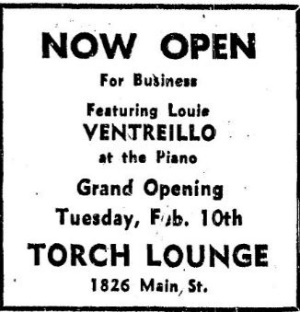 NOW OPEN
For Business
Featuring Louie
VENTREILLO
at the Piano
Grand Opening
Tuesday, Feb. 10th
TORCH LOUNGE
1826 Main, St.